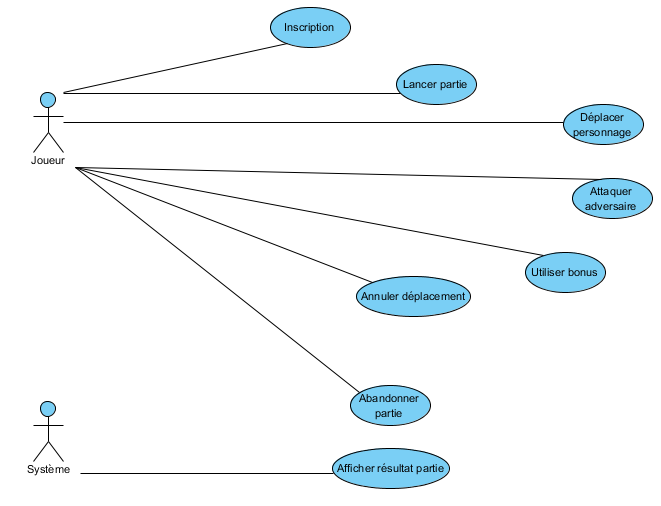 Inscription
Lancer partie
Déplacer
personnage
Joueur
Attaquer
adversaire
Utiliser bonus
Annuler déplacement
Abandonner
partie
Système
Afficher résultat partie